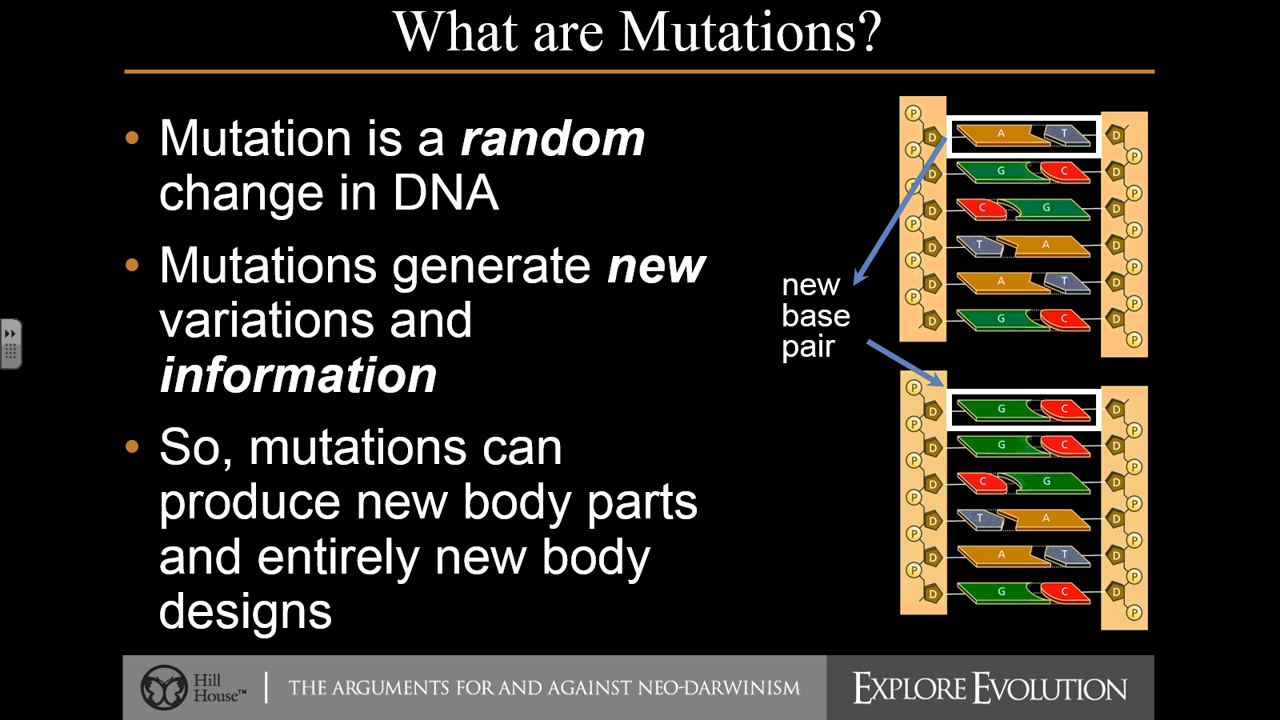 What are Mutations?
• Mutation is a random
change in DNA
• Mutations generate new
variations and
information
• So, mutations can
produce new body parts
and entirely new body
designs
new
base
pair
P
D A T D
P P
D G C D
P P
D C G D
P P
D T A D
P P
D A T D
P P
D G C D
P
P
D G C D
P P
D G C D
P P
D C G D
P P
D T A D
P P
D A T D
P P
D G C D
P
Hill
House™
THE ARGUMENTS FOR AND AGAINST NEO-DARWINISM
EXPLORE EVOLUTION